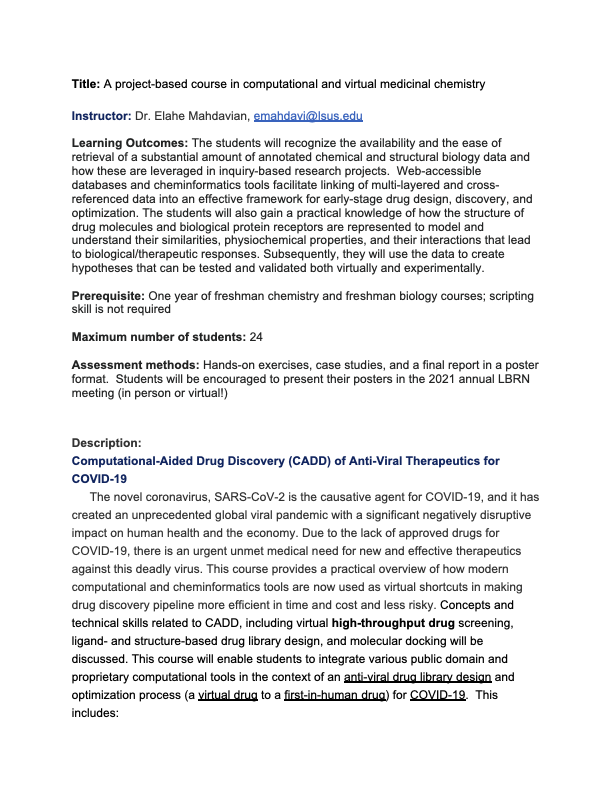 Title: A project-based course in computational and virtual medicinal chemistry
Instructor: Dr. Elahe Mahdavian, emahdavi@lsus.edu
Learning Outcomes: The students will recognize the availability and the ease of
retrieval of a substantial amount of annotated chemical and structural biology data and
how these are leveraged in inquiry-based research projects.  Web-accessible
databases and cheminformatics tools facilitate linking of multi-layered and cross-
referenced data into an effective framework for early-stage drug design, discovery, and
optimization. The students will also gain a practical knowledge of how the structure of
drug molecules and biological protein receptors are represented to model and
understand their similarities, physiochemical properties, and their interactions that lead
to biological/therapeutic responses. Subsequently, they will use the data to create
hypotheses that can be tested and validated both virtually and experimentally.
Prerequisite: One year of freshman chemistry and freshman biology courses; scripting
skill is not required
Maximum number of students: 24
Assessment methods: Hands-on exercises, case studies, and a final report in a poster
format.  Students will be encouraged to present their posters in the 2021 annual LBRN
meeting (in person or virtual!)
Description:
Computational-Aided Drug Discovery (CADD) of Anti-Viral Therapeutics for
COVID-19
The novel coronavirus, SARS-CoV-2 is the causative agent for COVID-19, and it has
created an unprecedented global viral pandemic with a significant negatively disruptive
impact on human health and the economy. Due to the lack of approved drugs for
COVID-19, there is an urgent unmet medical need for new and effective therapeutics
against this deadly virus. This course provides a practical overview of how modern
computational and cheminformatics tools are now used as virtual shortcuts in making
drug discovery pipeline more efficient in time and cost and less risky. Concepts and
technical skills related to CADD, including virtual high-throughput drug screening,
ligand- and structure-based drug library design, and molecular docking will be
discussed. This course will enable students to integrate various public domain and
proprietary computational tools in the context of an anti-viral drug library design and
optimization process (a virtual drug to a first-in-human drug) for COVID-19.  This
includes: